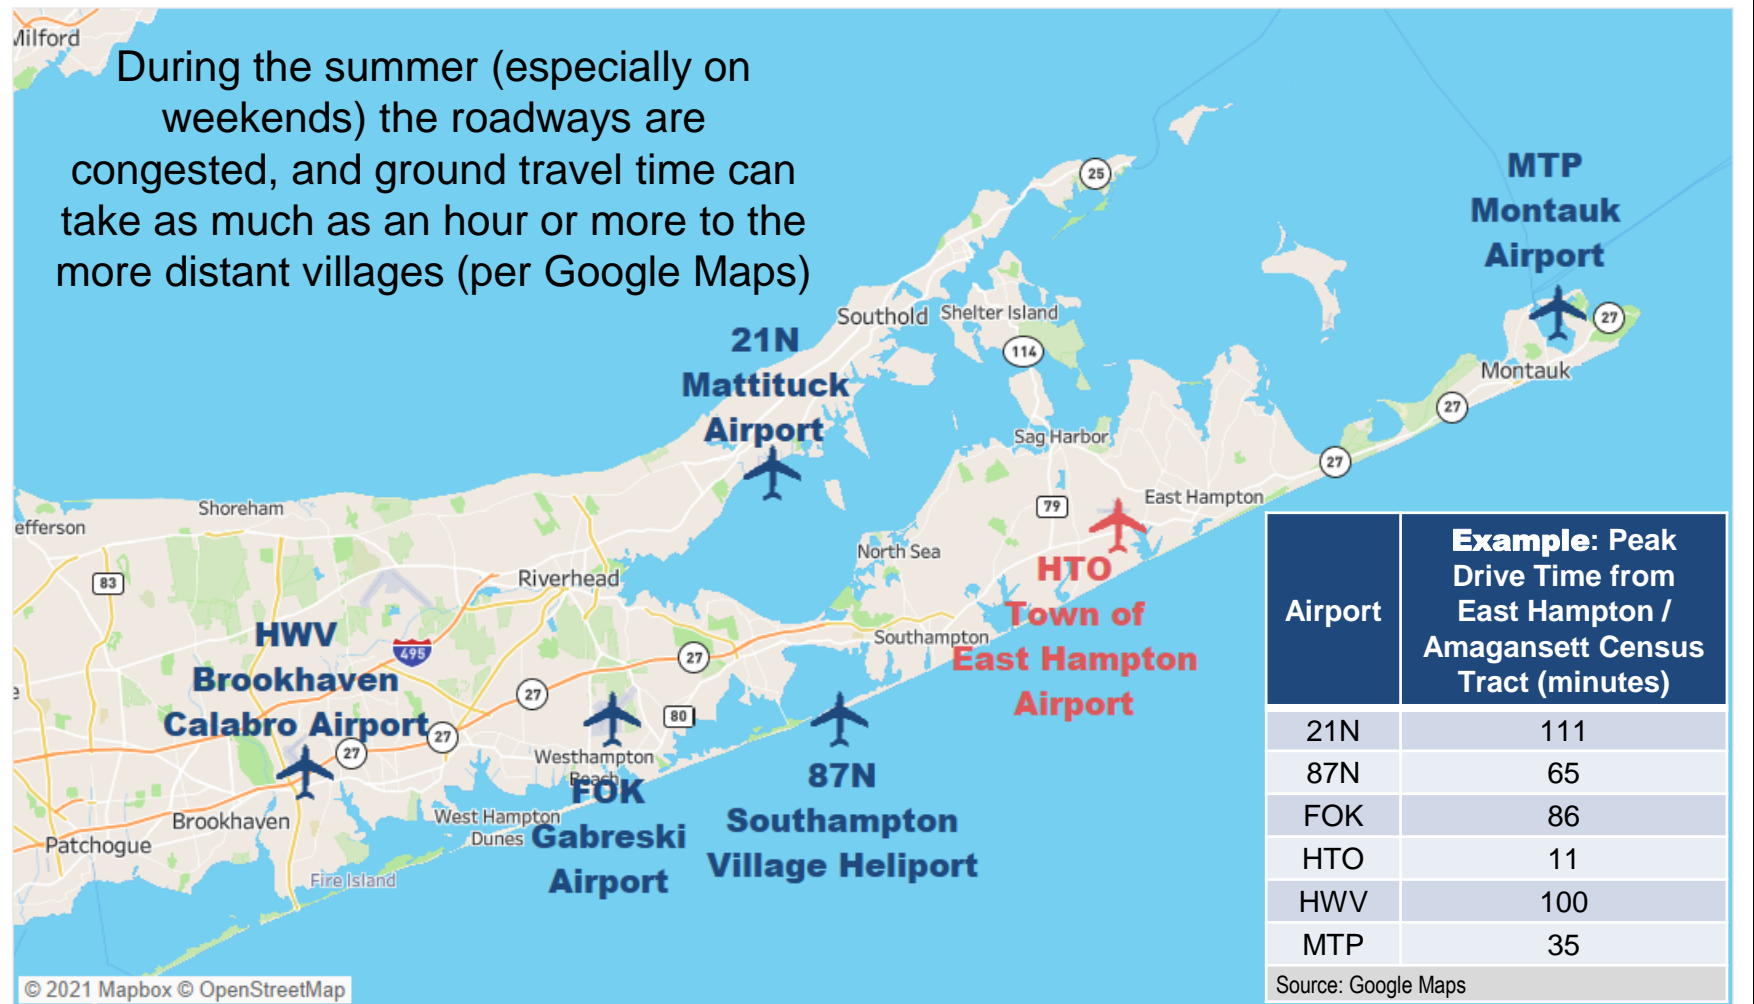 Milford
During the summer (especially on
weekends) the roadways are
congested, and ground travel time can
take as much as an hour or more to the
more distant villages (per Google Maps)
25
MTP
Montauk
Airport
27
Montauk
27
27
Southold
Shelter Island
114
21N
Mattituck
Airport
Sag Harbor
79
East Hampton
HTO
Town of
East Hampton
Airport
North Sea
Southampton
Shoreham
efferson
83
Riverhead
HWV
Brookhaven
Calabro Airport
495
27
27
27
27
80
Westhampton
Beach
FOK
Gabreski
Airport
West Hampton
Dunes
87N
Southampton
Village Heliport
Brookhaven
Patchogue
Fire Island
e
© 2021 Mapbox © OpenStreetMap
Airport
Example: Peak
Drive Time from
East Hampton /
Amagansett Census
Tract (minutes)
21N 111
87N 65
FOK 86
HTO 11
HWV 100
MTP 35
Source: Google Maps